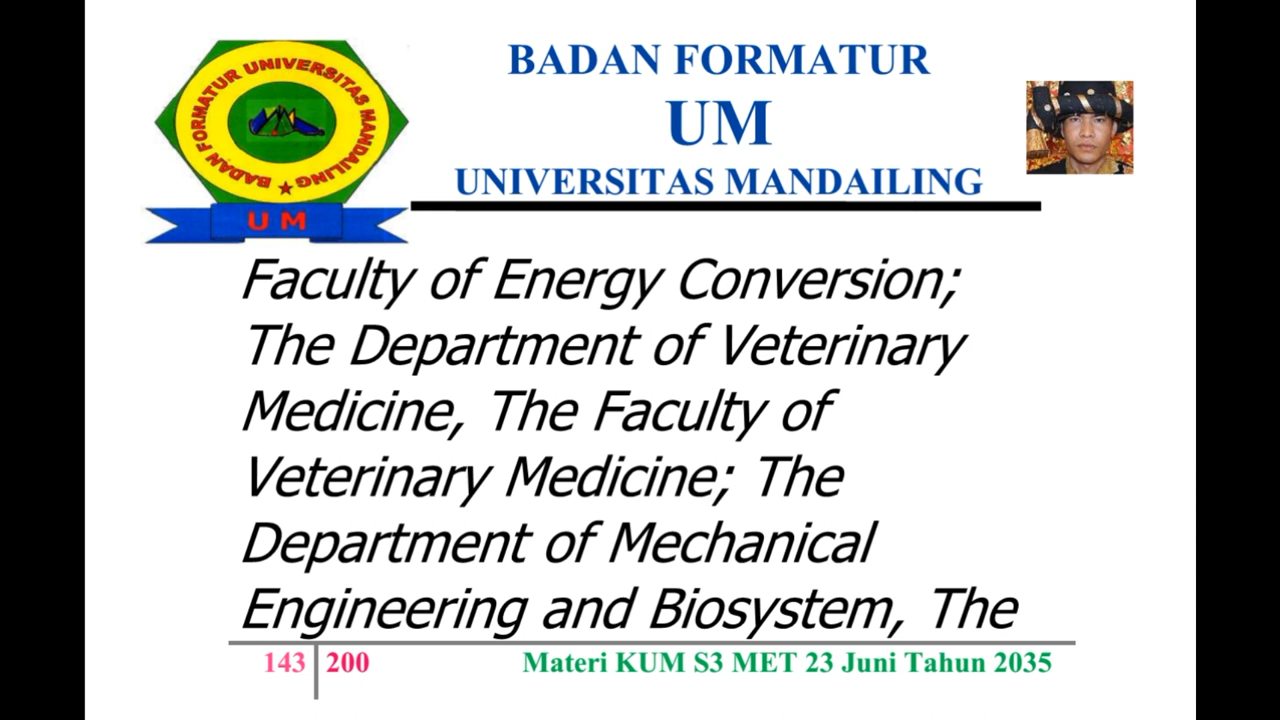 BADAN FORMATUR UNIVERSITAS MANDAILING
UM
BADAN FORMATUR
UM
UNIVERSITAS MANDAILING
Faculty of Energy Conversion;
The Department of Veterinary
Medicine, The Faculty of
Veterinary Medicine; The
Department of Mechanical
Engineering and Biosystem, The
143 200 Materi KUM S3 MET 23 Juni Tahun 2035